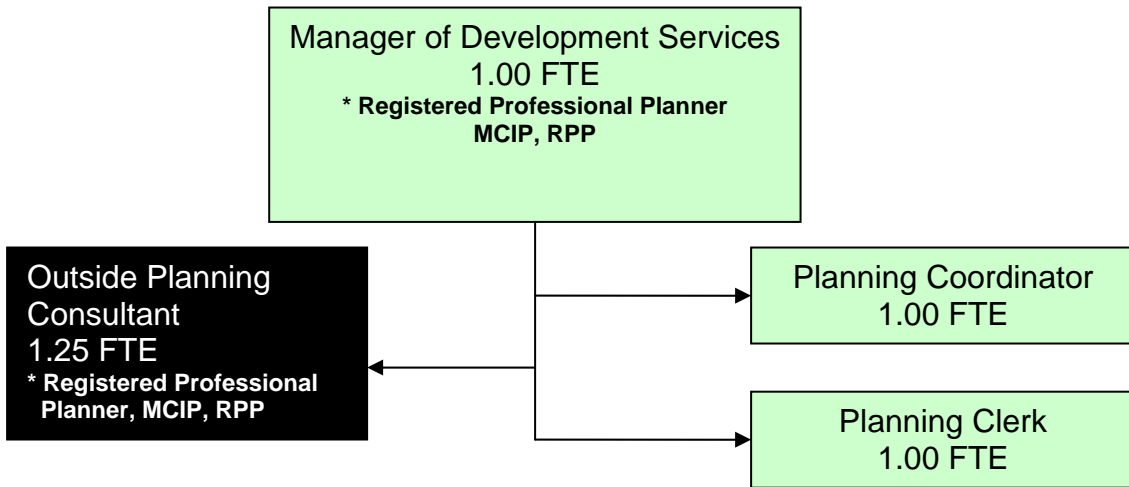 Manager of Development Services
1.00 FTE
* Registered Professional Planner
MCIP, RPP
Outside Planning
Consultant
1.25 FTE
* Registered Professional
Planner, MCIP, RPP
Planning Coordinator
1.00 FTE
Planning Clerk
1.00 FTE